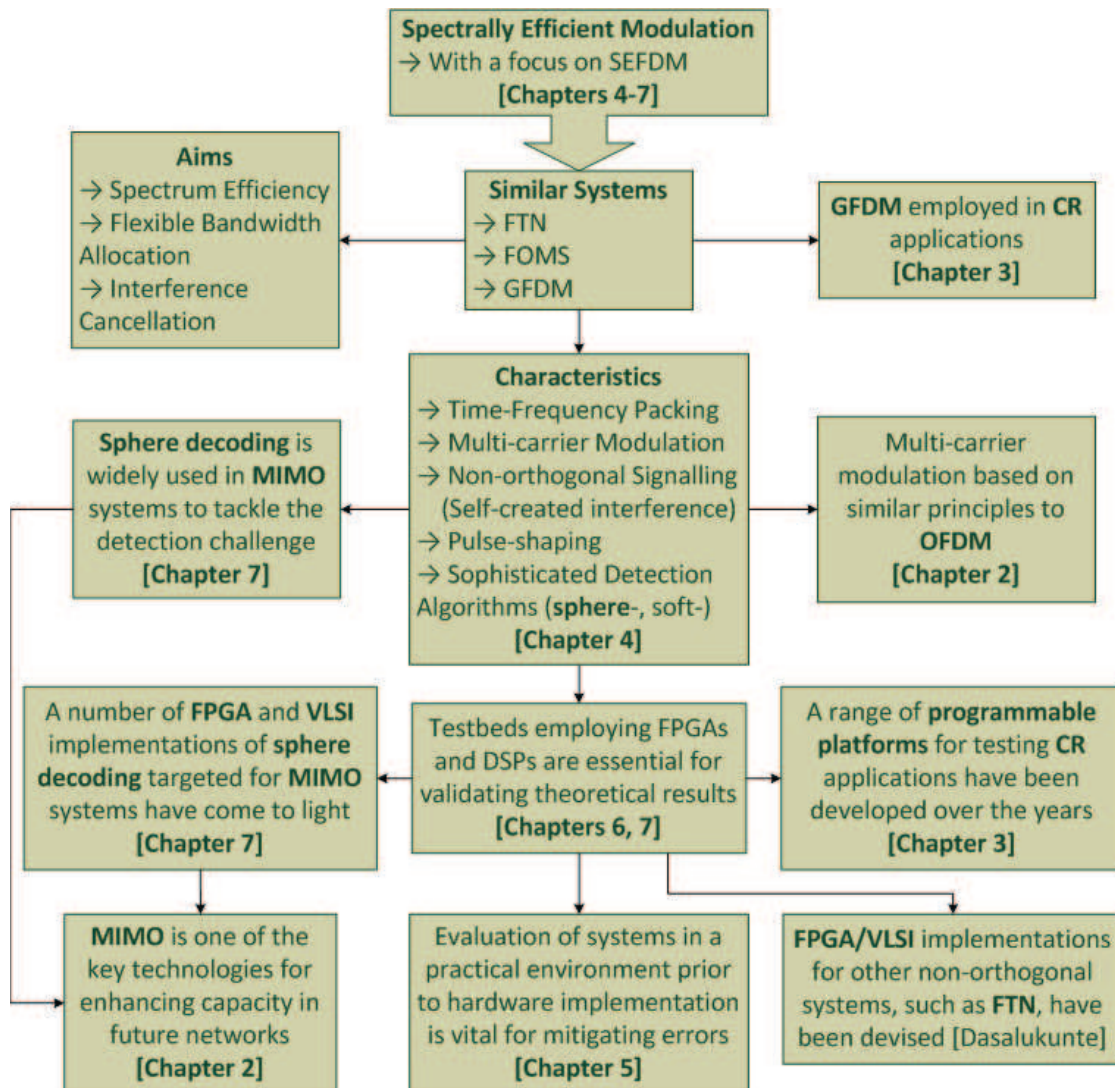 Spectrally Efficient Modulation
→ With a focus on SEFDM
[Chapters 4-7]
Aims
→ Spectrum Efficiency
→ Flexible Bandwidth
Allocation
→ Interference
Cancellation
Similar Systems
→ FTN
→ FOMS
→ GFDM
GFDM employed in CR
applications
[Chapter 3]
Characteristics
→ Time-Frequency Packing
→ Multi-carrier Modulation
→ Non-orthogonal Signalling
(Self-created interference)
→ Pulse-shaping
→ Sophisticated Detection
Algorithms (sphere-, soft-)
[Chapter 4]
Sphere decoding is
widely used in MIMO
systems to tackle the
detection challenge
[Chapter 7]
Multi-carrier
modulation based on
similar principles to
OFDM
[Chapter 2]
A number of FPGA and VLSI
implementations of sphere
decoding targeted for MIMO
systems have come to light
[Chapter 7]
Testbeds employing FPGAs
and DSPs are essential for
validating theoretical results
[Chapters 6, 7]
A range of programmable
platforms for testing CR
applications have been
developed over the years
[Chapter 3]
MIMO is one of the
key technologies for
enhancing capacity in
future networks
[Chapter 2]
Evaluation of systems in a
practical environment prior
to hardware implementation
is vital for mitigating errors
[Chapter 5]
FPGA/VLSI implementations
for other non-orthogonal
systems, such as FTN, have
been devised [Dasalukunte]